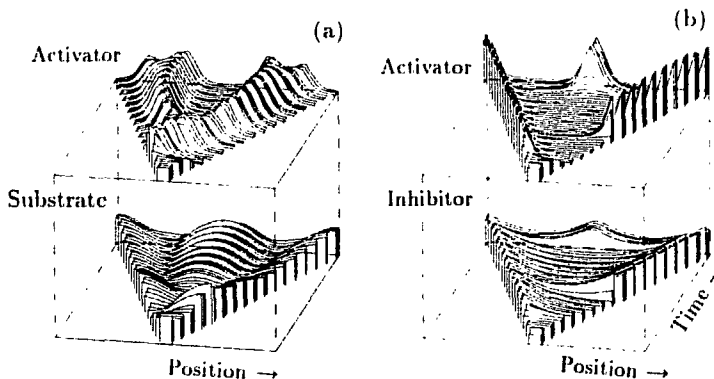 (a)
Activator
Substrate
Position →
(b)
Activator
Inhibitor
Time →
Position →